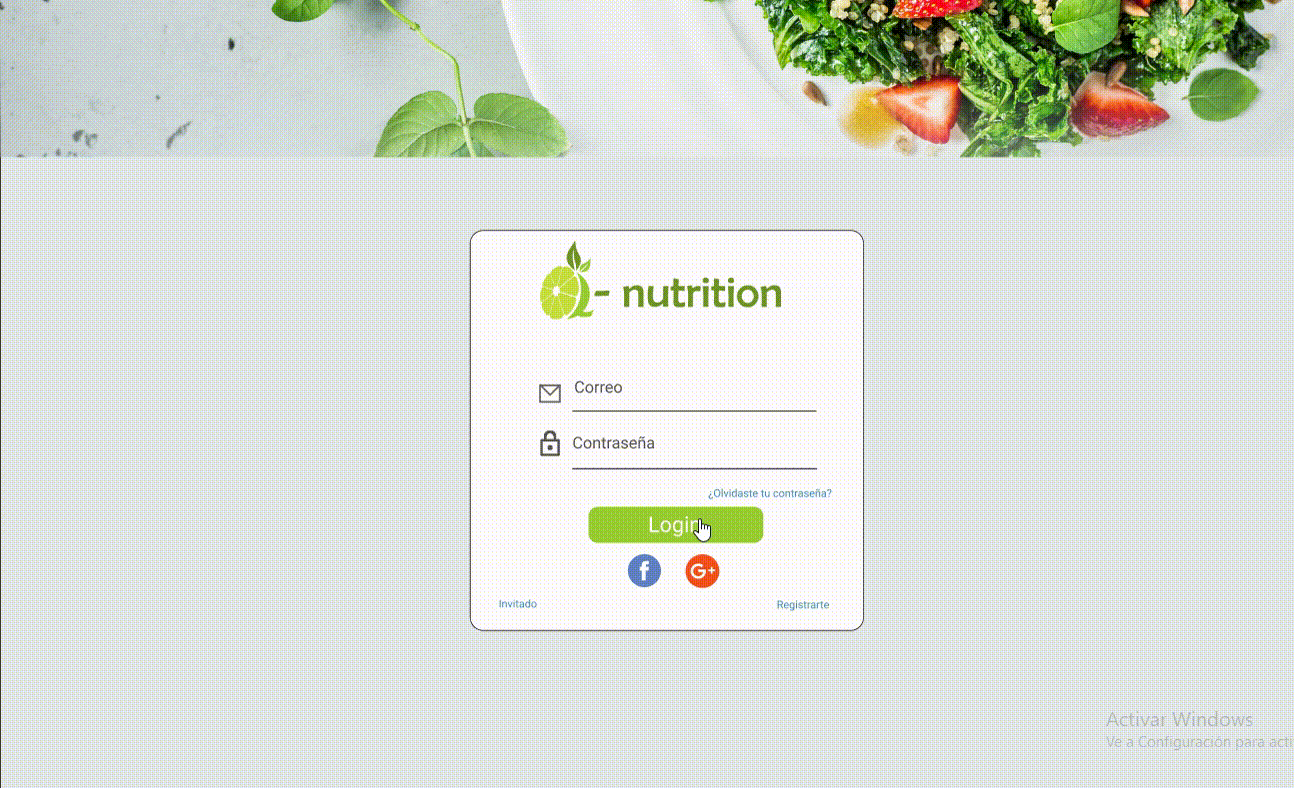 - nutrition
Correo
Contraseña
¿Olvidaste tu contraseña?
Login
f
G+
Invitado
Registrarte
Activar Windows
Ve a Configuración para acti